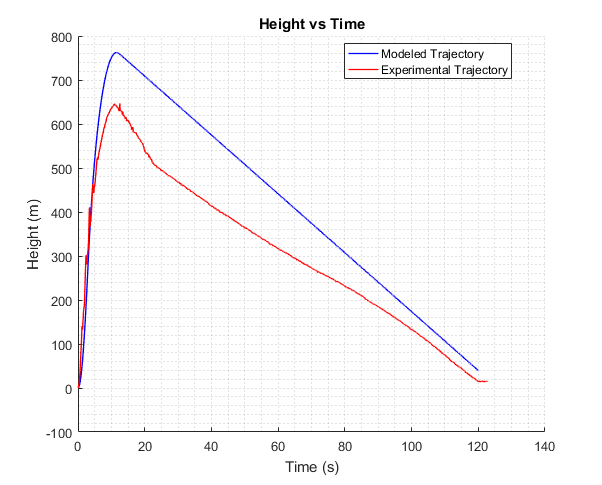 Height vs Time
Modeled Trajectory
Experimental Trajectory
Height (m)
800
700
600
500
400
300
200
100
0
-100
0 20 40 60 80 100 120 140
Time (s)